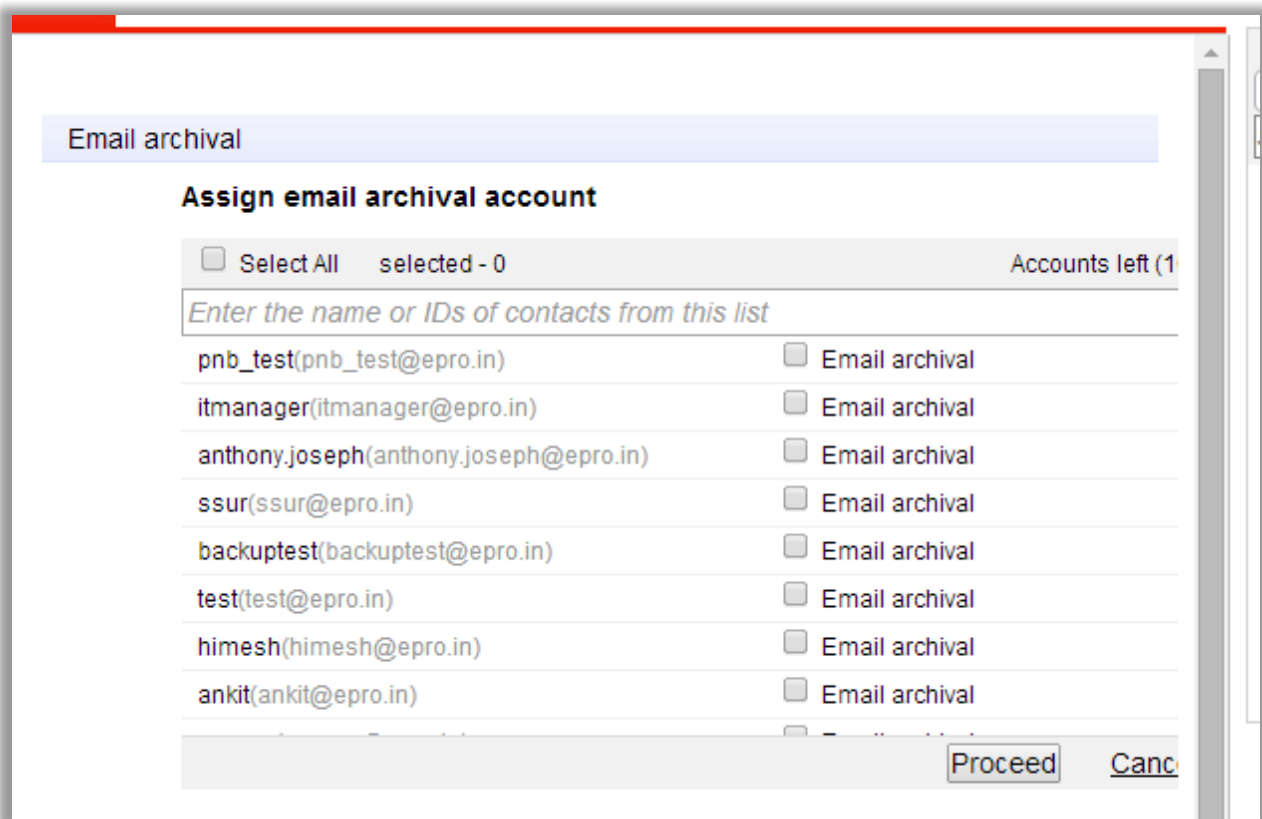 Email archival
Assign email archival account
Select All selected - 0 Accounts left
Enter the name or IDs of contacts from this list
pnb_test(pnb_test@epro.in) Email archival
itmanager(itmanager@epro.in) Email archival
anthony.joseph(anthony.joseph@epro.in) Email archival
ssur(ssur@epro.in) Email archival
backuptest(backuptest@epro.in) Email archival
test(test@epro.in) Email archival
himesh(himesh@epro.in) Email archival
ankit(ankit@epro.in) Email archival
Proceed